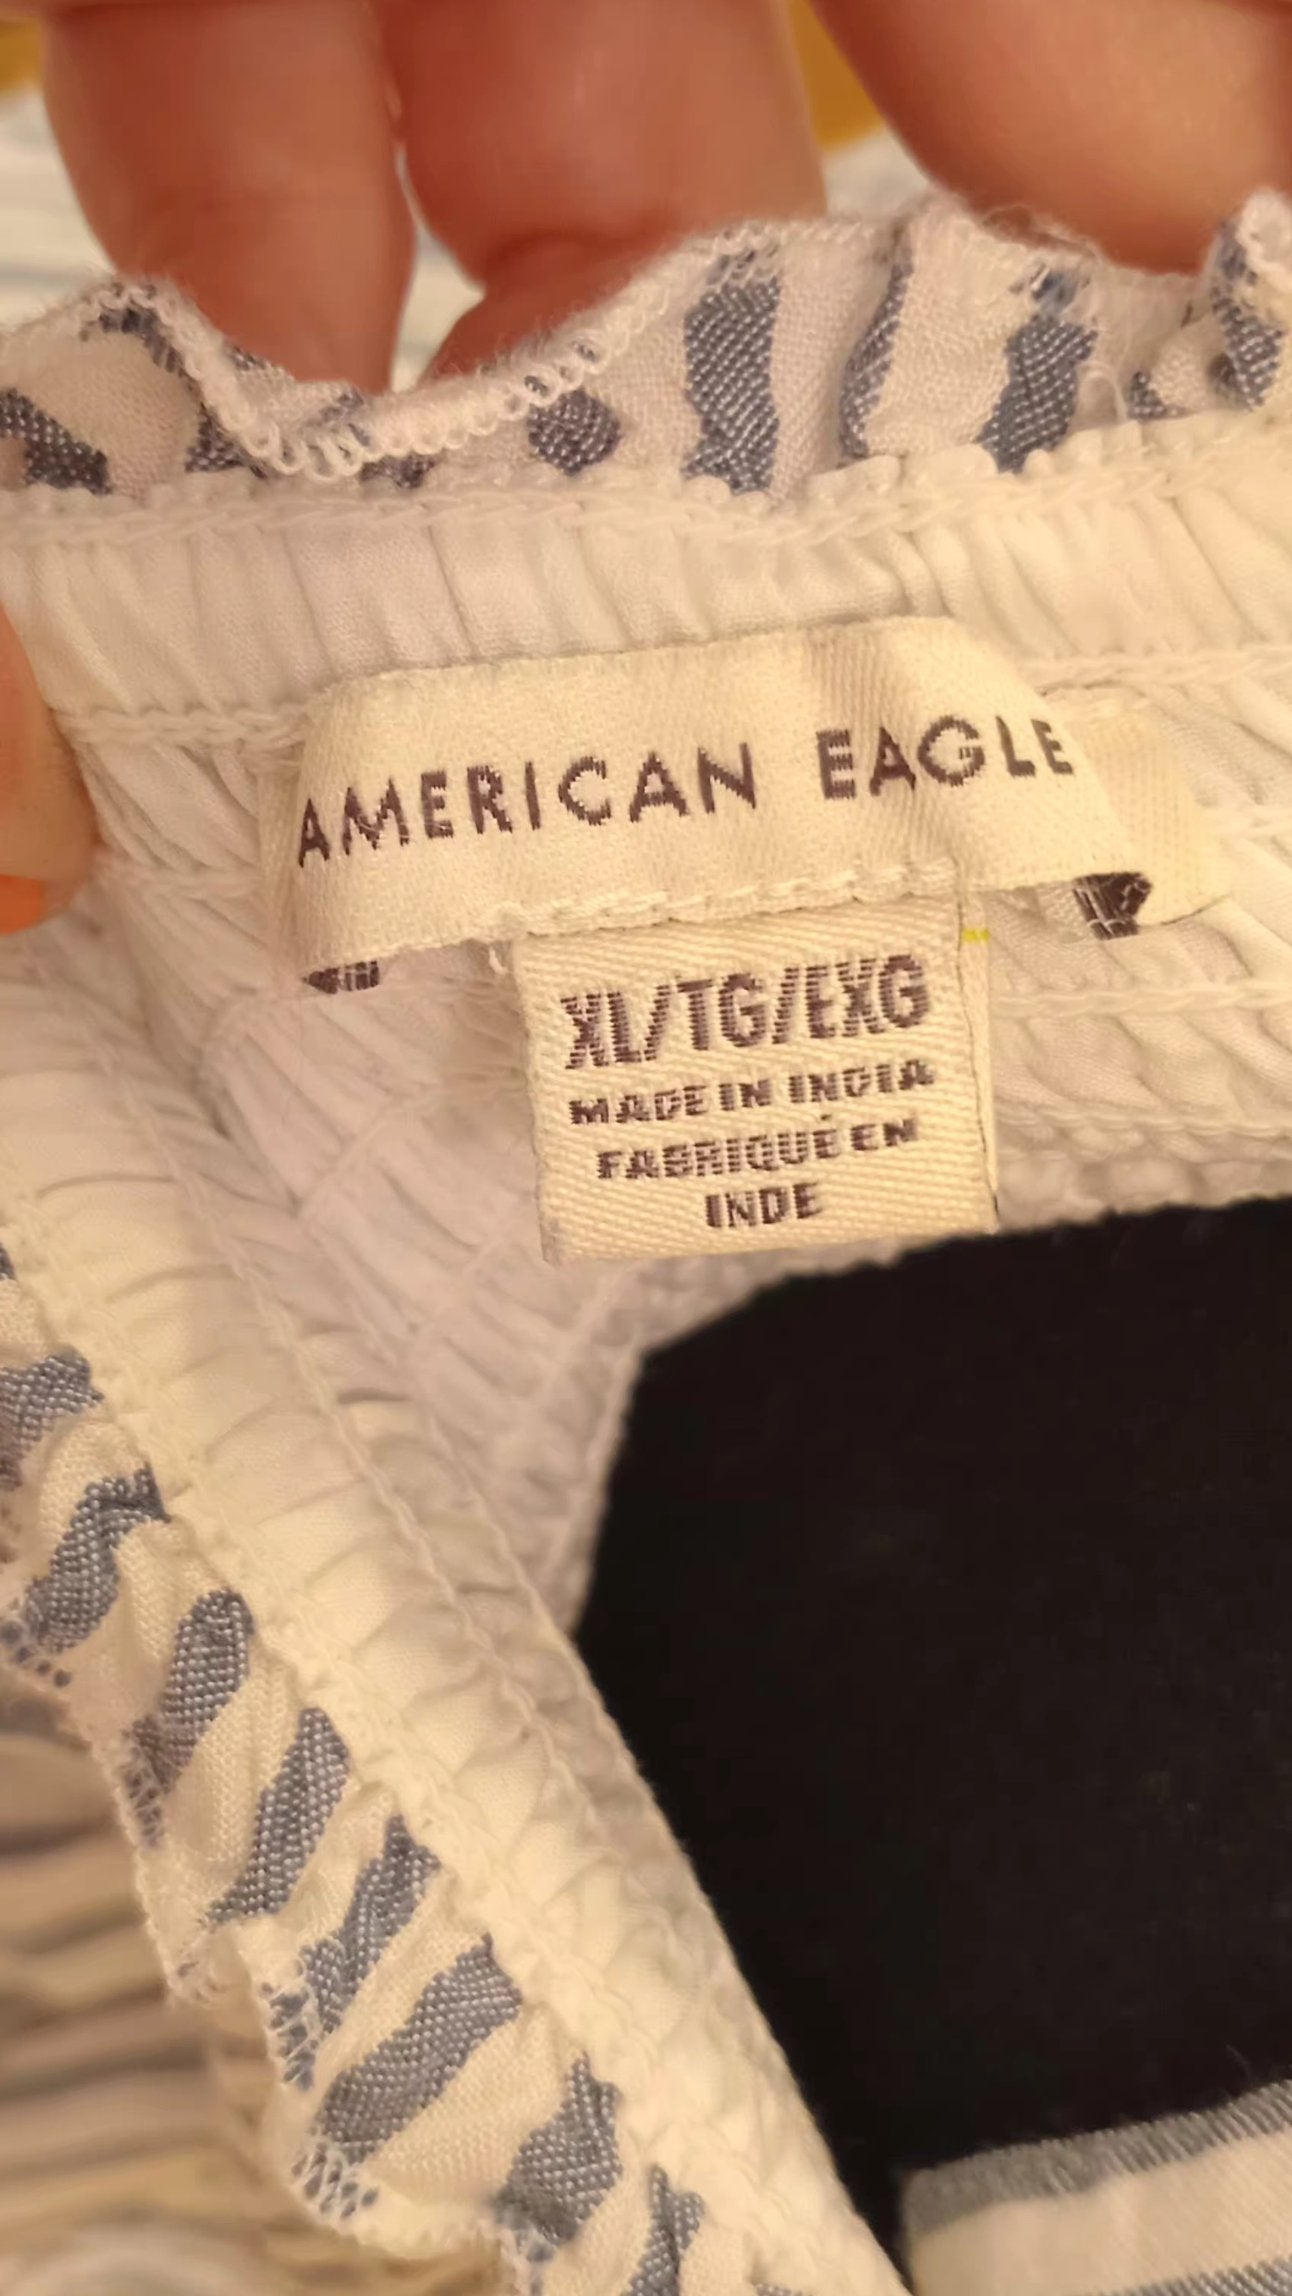 AMERICAN EAGLE
XL/TG/EXG
MADE IN INDIA
FABRIQUÉ EN
INDE